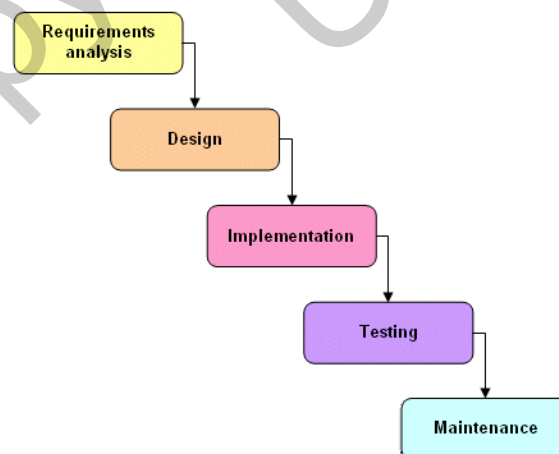 Requirements
analysis
Design
Implementation
Testing
Maintenance